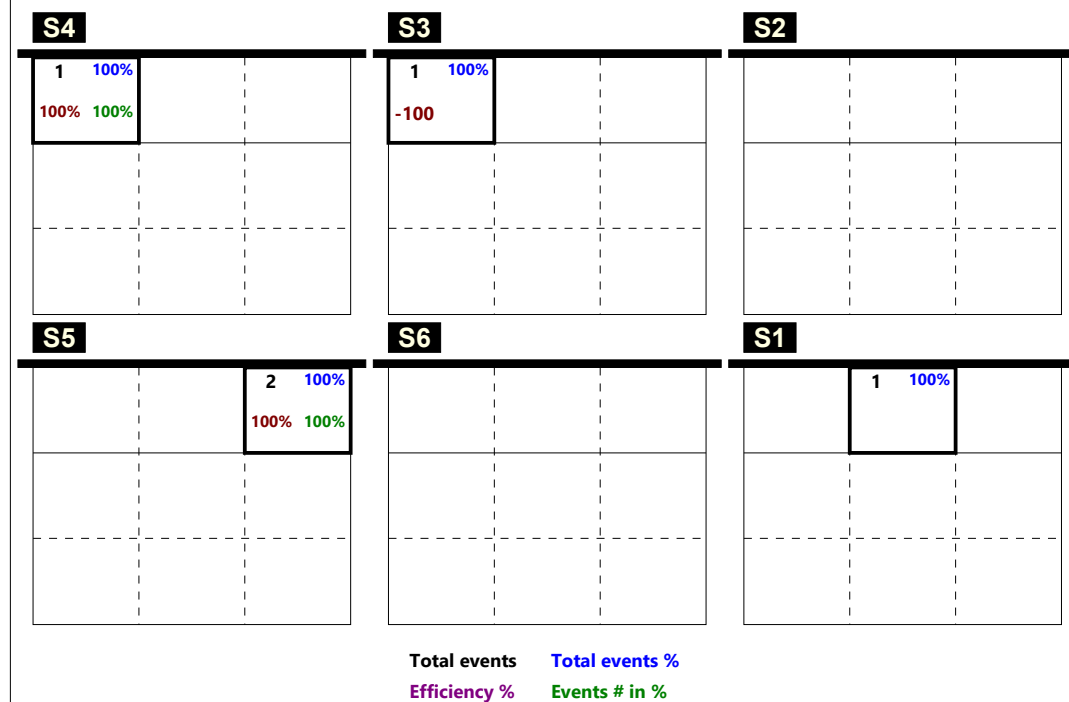 S4 S3 S2
1 100% 1 100%
100% 100% -100
S5 S6 S1
2 100% 1 100%
100% 100%
Total events Total events %
Efficiency % Events # in %